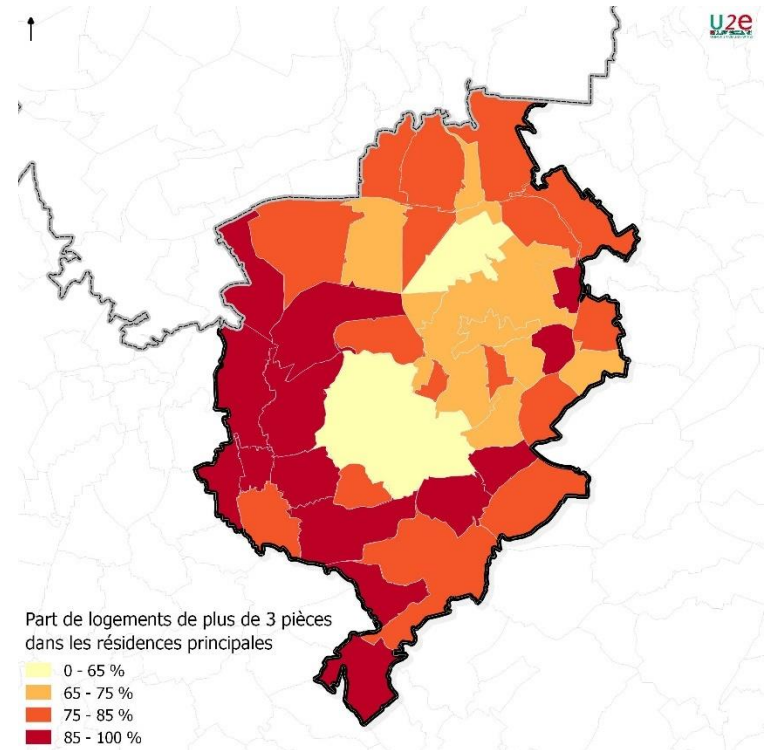 u2e
Part de logements de plus de 3 pièces
dans les résidences principales
0 - 65 %
65 - 75 %
75 - 85 %
85 - 100 %